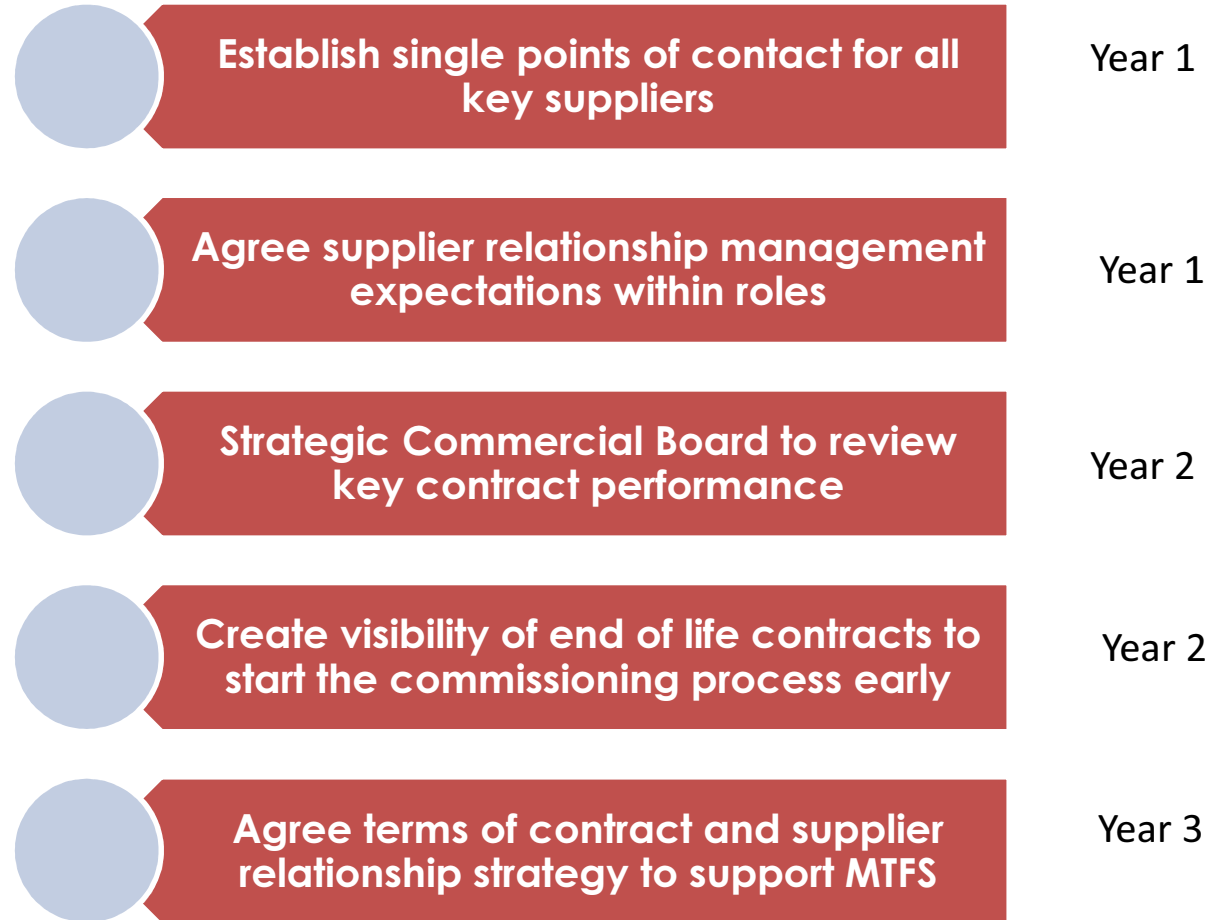 Establish single points of contact for all
key suppliers
Year 1
Agree supplier relationship management
expectations within roles
Year 1
Strategic Commercial Board to review
key contract performance
Year 2
Create visibility of end of life contracts to
start the commissioning process early
Year 2
Agree terms of contract and supplier
relationship strategy to support MTFS
Year 3